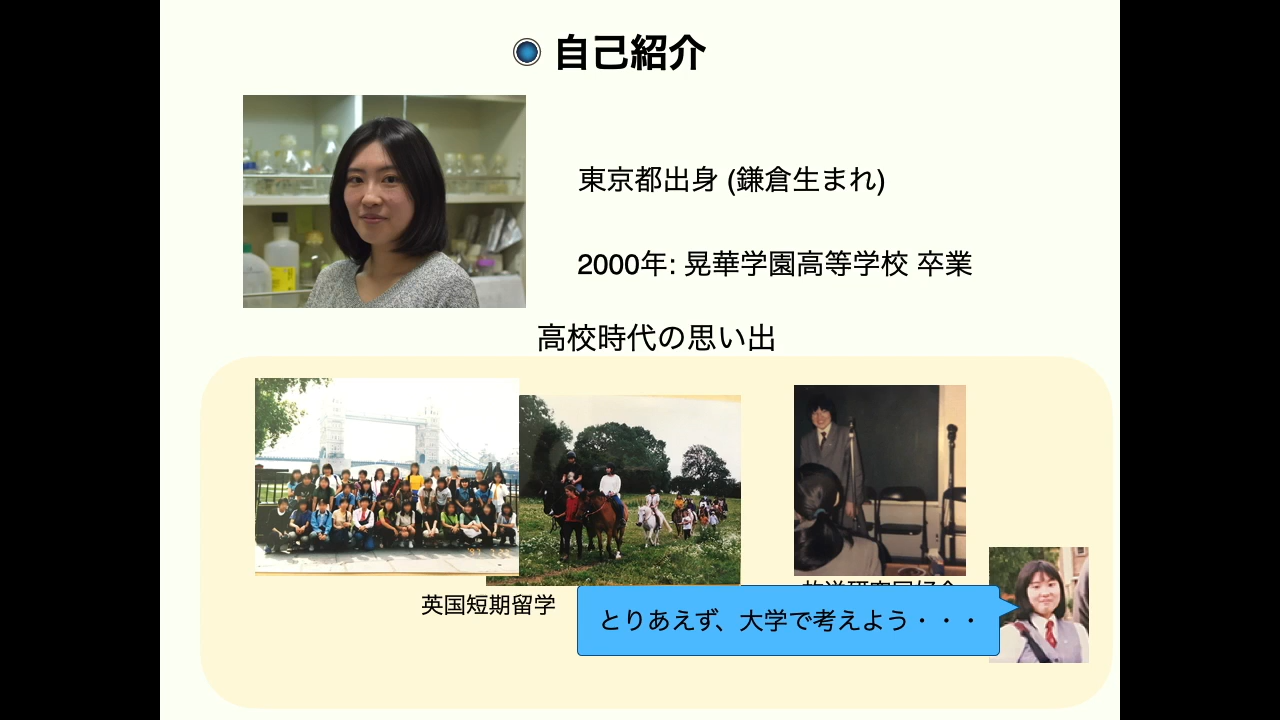 自己紹介
東京都出身 (鎌倉生まれ)
2000年: 晃華学園高等学校 卒業
高校時代の思い出
英国短期留学
とりあえず、大学で考えよう・・・